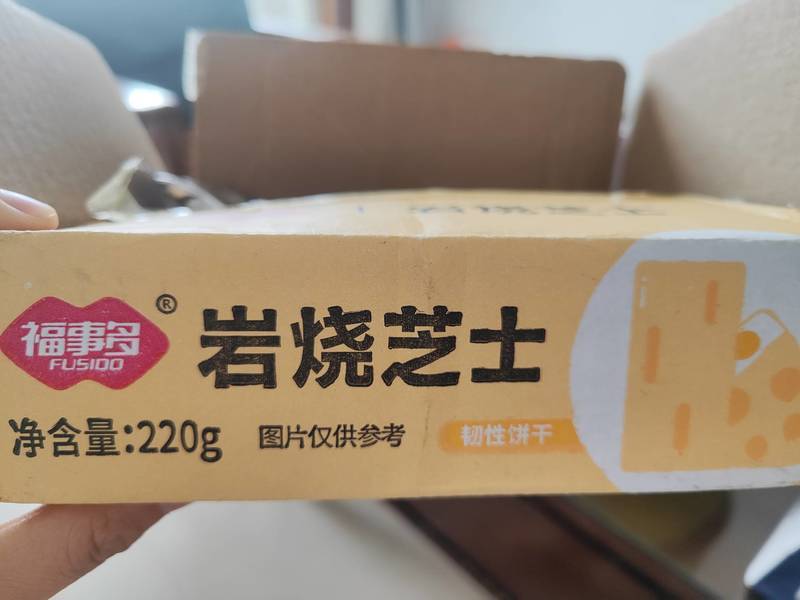 福事多®
FUSIDO
岩烧芝士
净含量:220g
图片仅供参考
韧性饼干